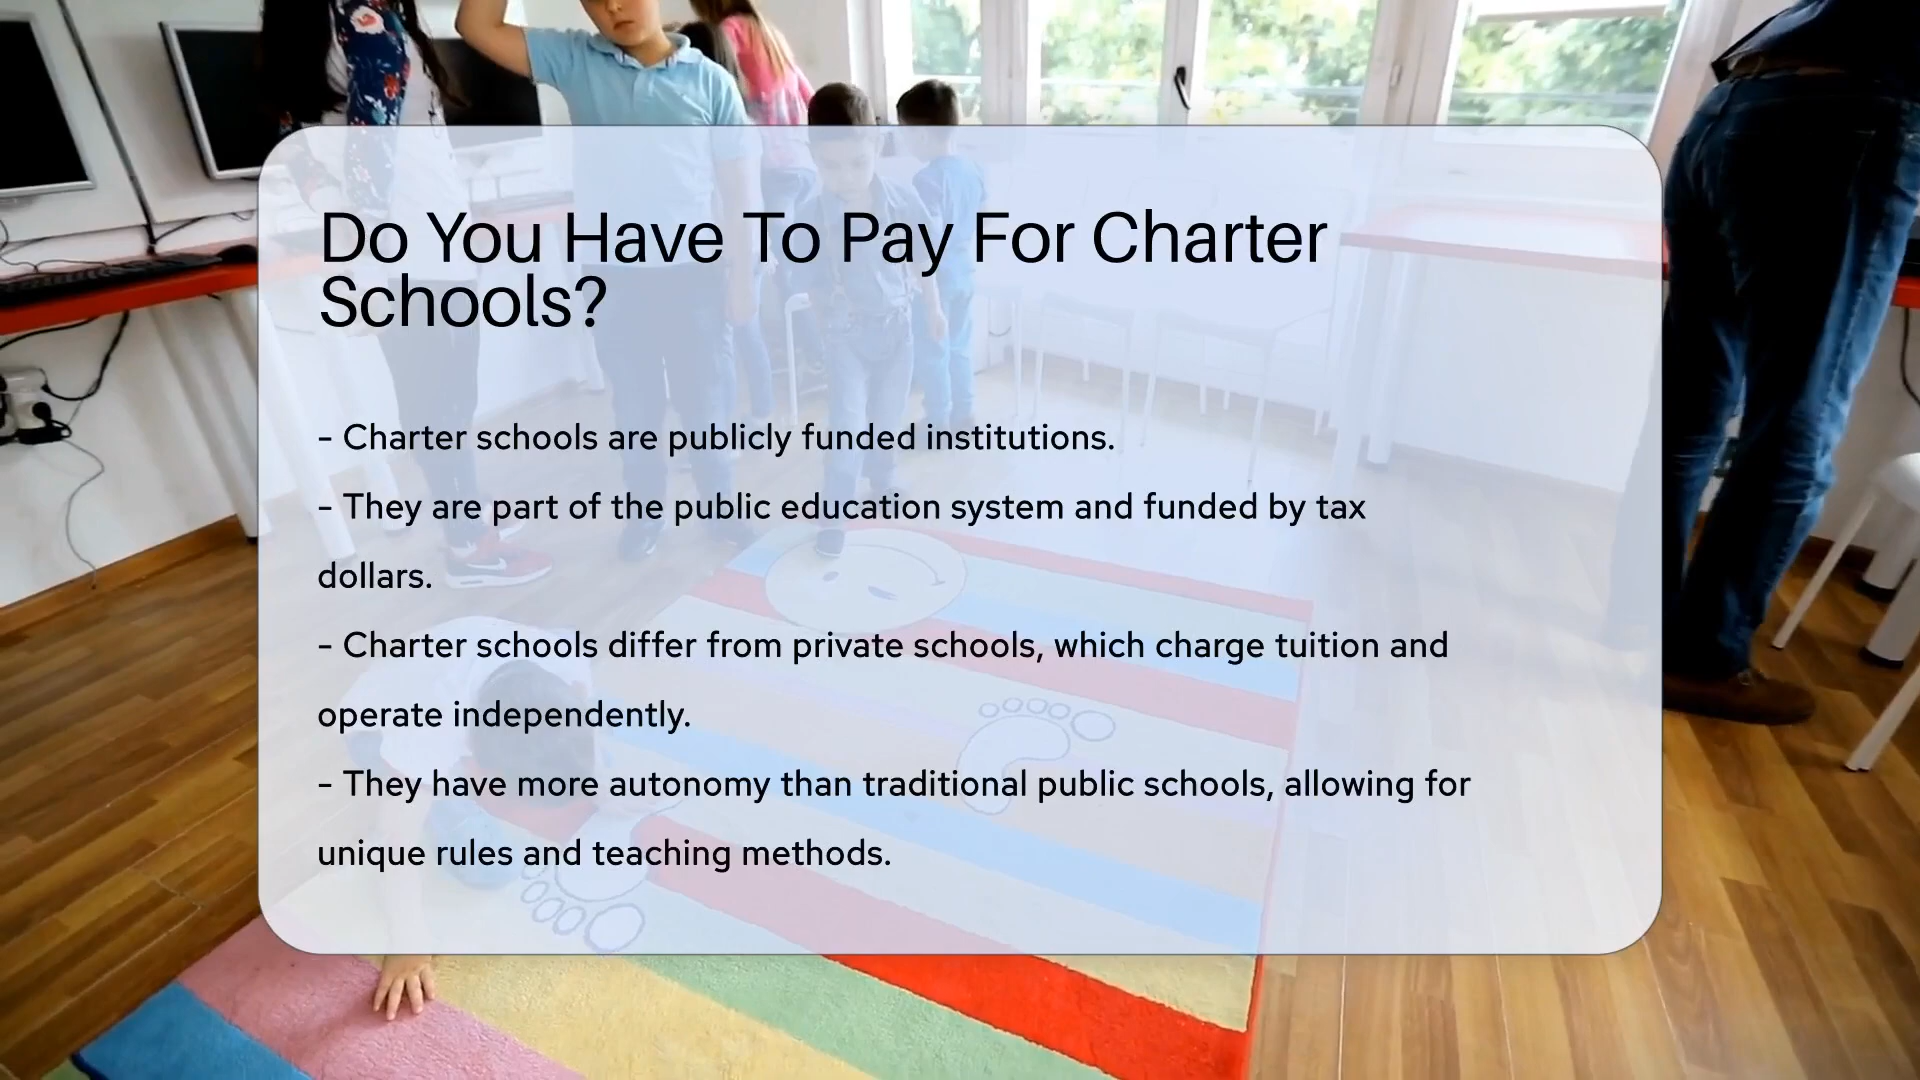 Do You Have To Pay For Charter
Schools?
- Charter schools are publicly funded institutions.
- They are part of the public education system and funded by tax
dollars.
- Charter schools differ from private schools, which charge tuition and
operate independently.
- They have more autonomy than traditional public schools, allowing for
unique rules and teaching methods.